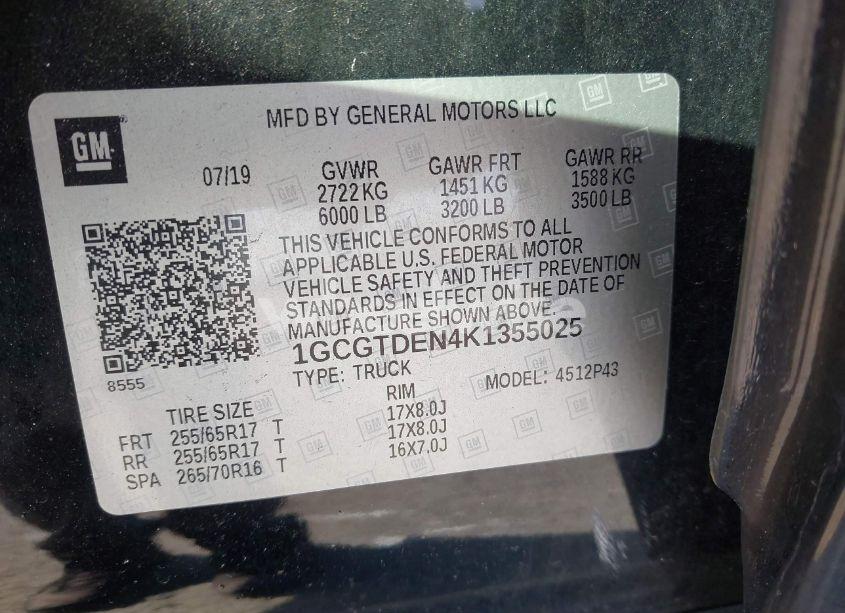 GM
MFD BY GENERAL MOTORS LLC
07/19 GVWR GAWR FRT GAWR RR
2722 KG 1451 KG 1588 KG
6000 LB 3200 LB 3500 LB
THIS VEHICLE CONFORMS TO ALL
APPLICABLE U.S. FEDERAL MOTOR
VEHICLE SAFETY AND THEFT PREVENTION
STANDARDS IN EFFECT ON THE DATE OF
MANUFACTURE SHOWN ABOVE.
1GCGTDEN4K1355025
8555
TYPE: TRUCK MODEL: 4512P43
TIRE SIZE RIM
FRT 255/65R17 T 17X8.0J
RR 255/65R17 T 17X8.0J
SPA 265/70R16 T 16X7.0J